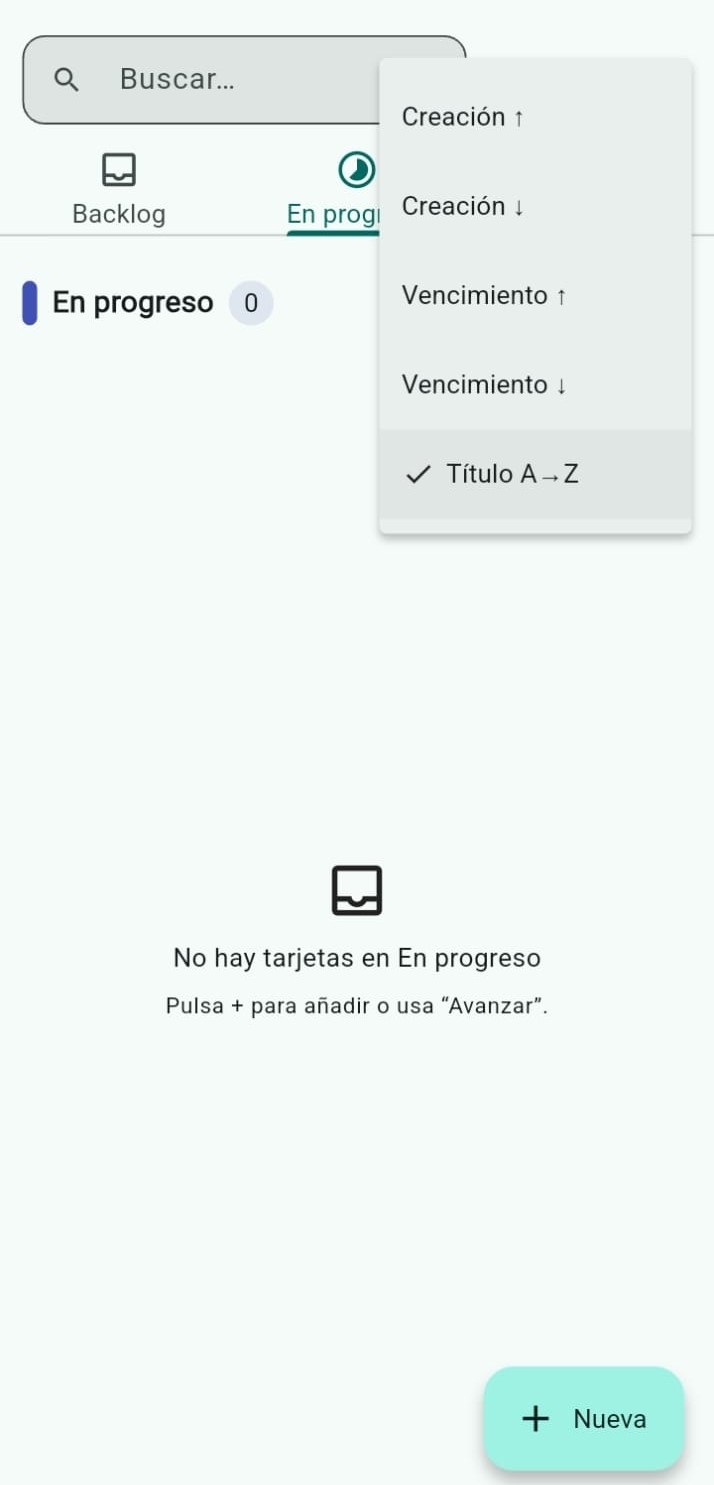 Buscar...
Creación ↑
Creación ↓
Vencimiento ↑
Vencimiento ↓
Título A→Z
Backlog
En progr
En progreso 0
No hay tarjetas en En progreso
Pulsa + para añadir o usa “Avanzar”.
+ Nueva